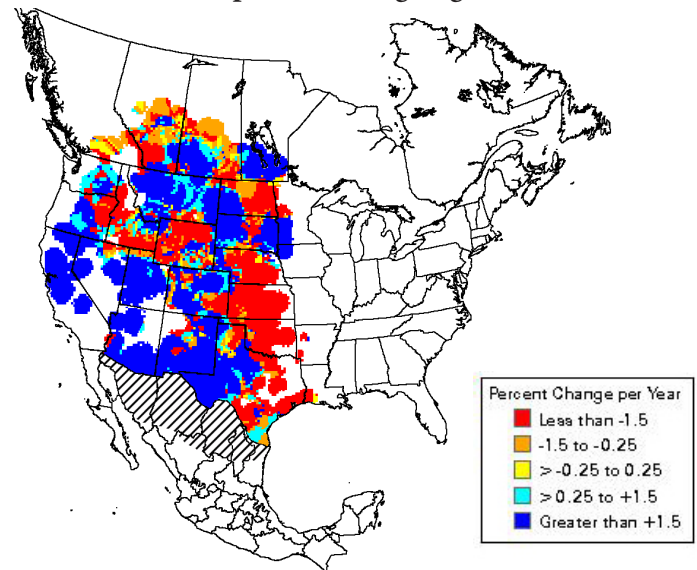 Percent Change per Year
Less than -1.5
-1.5 to -0.25
> -0.25 to 0.25
> 0.25 to +1.5
Greater than +1.5